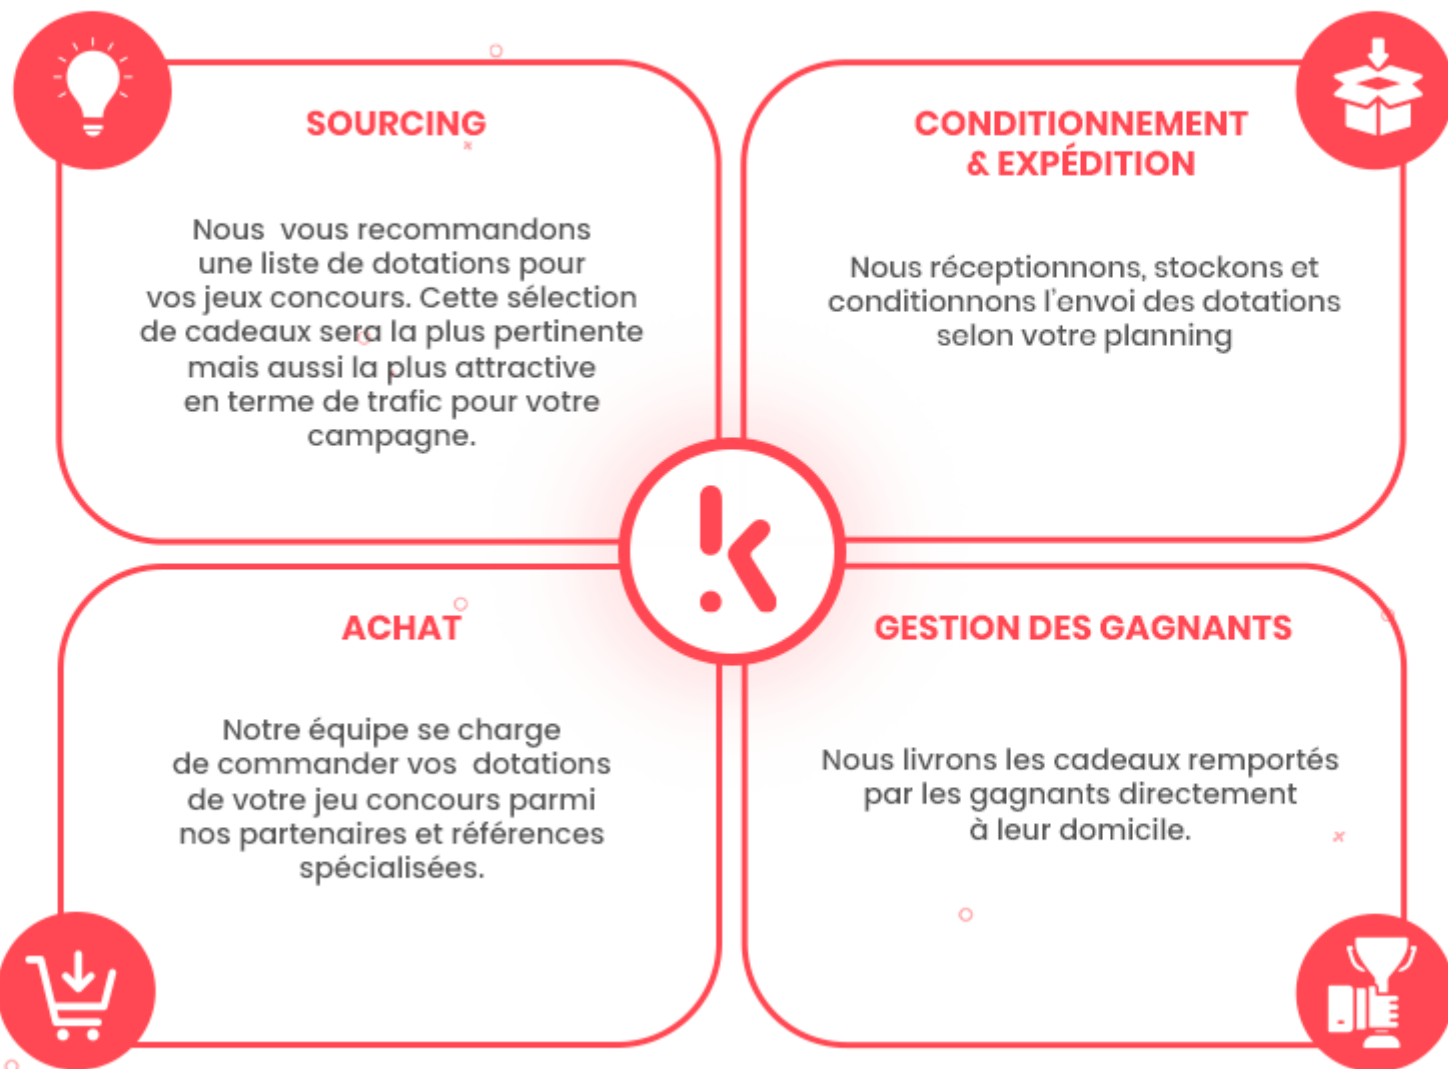 SOURCING
Nous vous recommandons
une liste de dotations pour
vos jeux concours. Cette sélection
de cadeaux sera la plus pertinente
mais aussi la plus attractive
en terme de trafic pour votre
campagne.
CONDITIONNEMENT
& EXPÉDITION
Nous réceptionnons, stockons et
conditionnons l'envoi des dotations
selon votre planning
ACHAT
Notre équipe se charge
de commander vos dotations
de votre jeu concours parmi
nos partenaires et références
spécialisées.
GESTION DES GAGNANTS
Nous livrons les cadeaux remportés
par les gagnants directement
à leur domicile.